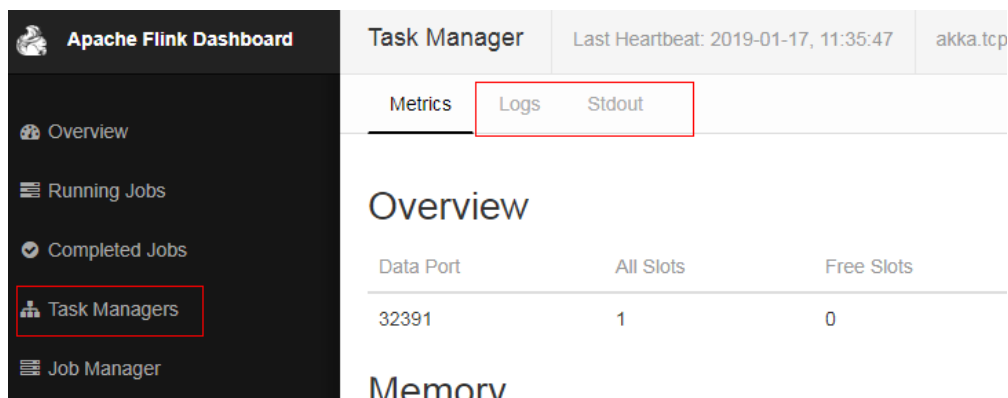 Apache Flink Dashboard
Overview
Running Jobs
Completed Jobs
Task Managers
Job Manager
Task Manager Last Heartbeat: 2019-01-17, 11:35:47 akka.tcp
Metrics Logs Stdout
Overview
Data Port All Slots Free Slots
32391 1 0
Memory